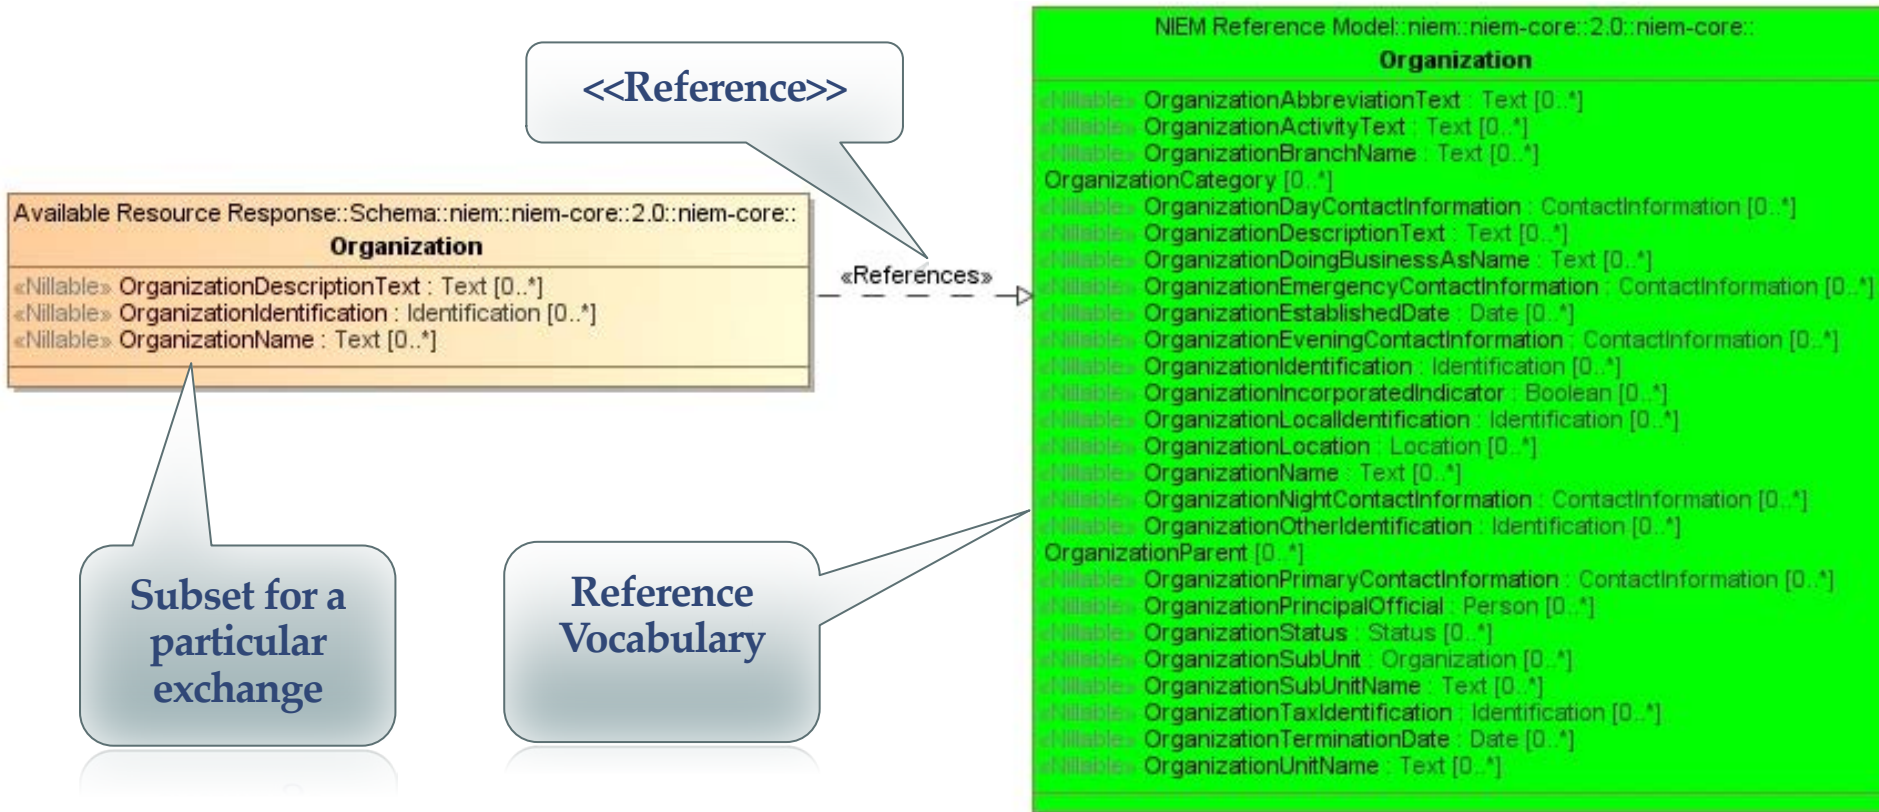 <<Reference>>
Available Resource Response::Schema::niem::niem-core::2.0::niem-core::
Organization
«Nillable» OrganizationDescriptionText : Text [0..*]
«Nillable» OrganizationIdentification : Identification [0..*]
«Nillable» OrganizationName : Text [0..*]
«References»
Subset for a
particular
exchange
Reference
Vocabulary
NIEM Reference Model::niem::niem-core::2.0::niem-core::
Organization
«Nillable» OrganizationAbbreviationText : Text [0..*]
«Nillable» OrganizationActivityText : Text [0..*]
«Nillable» OrganizationBranchName : Text [0..*]
OrganizationCategory [0..*]
«Nillable» OrganizationDayContactInformation : ContactInformation [0..*]
«Nillable» OrganizationDescriptionText : Text [0..*]
«Nillable» OrganizationDoingBusinessAsName : Text [0..*]
«Nillable» OrganizationEmergencyContactInformation : ContactInformation [0..*]
«Nillable» OrganizationEstablishedDate : Date [0..*]
«Nillable» OrganizationEveningContactInformation : ContactInformation [0..*]
«Nillable» OrganizationIdentification : Identification [0..*]
«Nillable» OrganizationIncorporatedIndicator : Boolean [0..*]
«Nillable» OrganizationLocalIdentification : Identification [0..*]
«Nillable» OrganizationLocation : Location [0..*]
«Nillable» OrganizationName : Text [0..*]
«Nillable» OrganizationNightContactInformation : ContactInformation [0..*]
«Nillable» OrganizationOtherIdentification : Identification [0..*]
OrganizationParent [0..*]
«Nillable» OrganizationPrimaryContactInformation : ContactInformation [0..*]
«Nillable» OrganizationPrincipalOfficial : Person [0..*]
«Nillable» OrganizationStatus : Status [0..*]
«Nillable» OrganizationSubUnit : Organization [0..*]
«Nillable» OrganizationSubUnitName : Text [0..*]
«Nillable» OrganizationTaxIdentification : Identification [0..*]
«Nillable» OrganizationTerminationDate : Date [0..*]
«Nillable» OrganizationUnitName : Text [0..*]